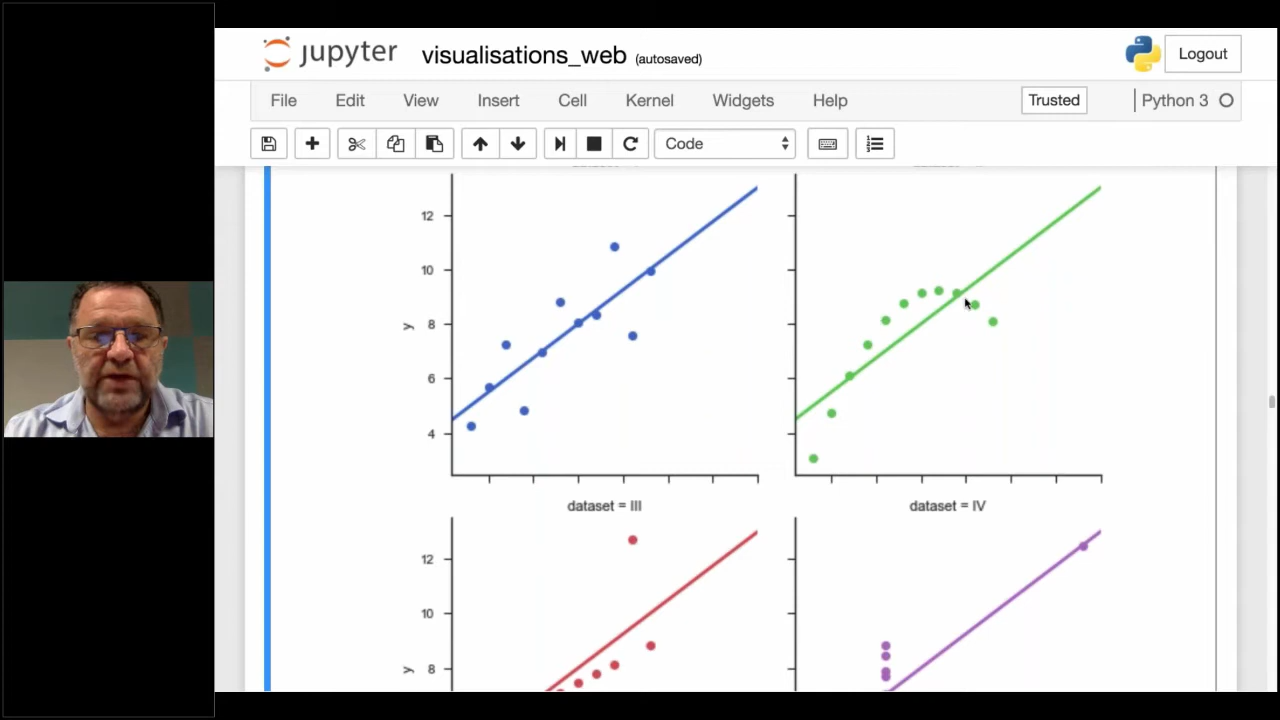 jupyter visualisations_web (autosaved) Logout
File Edit View Insert Cell Kernel Widgets Help Trusted Python 3
Code
12
10
y 8
6
4
dataset = III dataset = IV
12
10
y 8